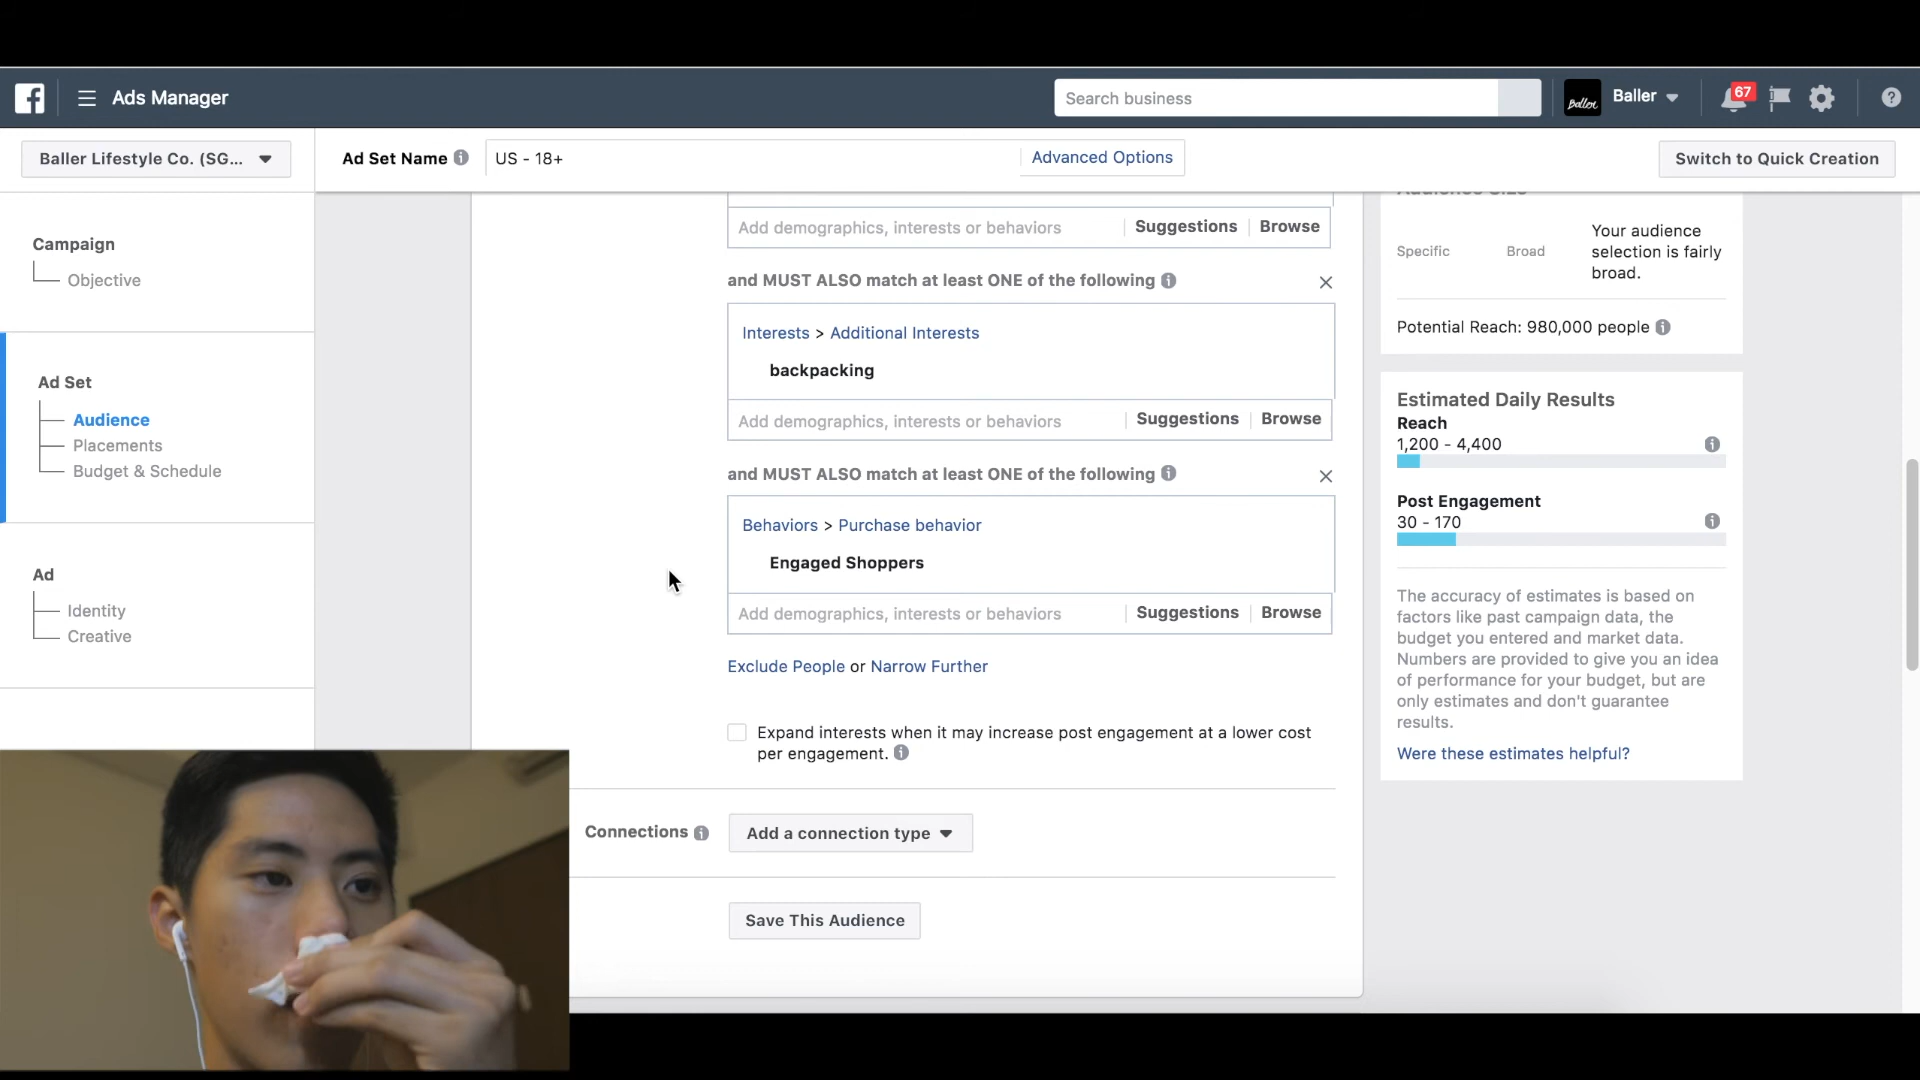 Ads Manager
Search business
Baller
Baller
67
Baller Lifestyle Co. (SG...
Ad Set Name
US - 18+
Advanced Options
Switch to Quick Creation
Campaign
Objective
Ad Set
Audience
Placements
Budget & Schedule
Ad
Identity
Creative
Add demographics, interests or behaviors
Suggestions
Browse
and MUST ALSO match at least ONE of the following
Interests > Additional Interests
backpacking
Add demographics, interests or behaviors
Suggestions
Browse
and MUST ALSO match at least ONE of the following
Behaviors > Purchase behavior
Engaged Shoppers
Add demographics, interests or behaviors
Suggestions
Browse
Exclude People or Narrow Further
Expand interests when it may increase post engagement at a lower cost
per engagement.
Connections
Add a connection type
Save This Audience
Audience Size
Specific
Broad
Your audience
selection is fairly
broad.
Potential Reach: 980,000 people
Estimated Daily Results
Reach
1,200 - 4,400
Post Engagement
30 - 170
The accuracy of estimates is based on
factors like past campaign data, the
budget you entered and market data.
Numbers are provided to give you an idea
of performance for your budget, but are
only estimates and don't guarantee
results.
Were these estimates helpful?